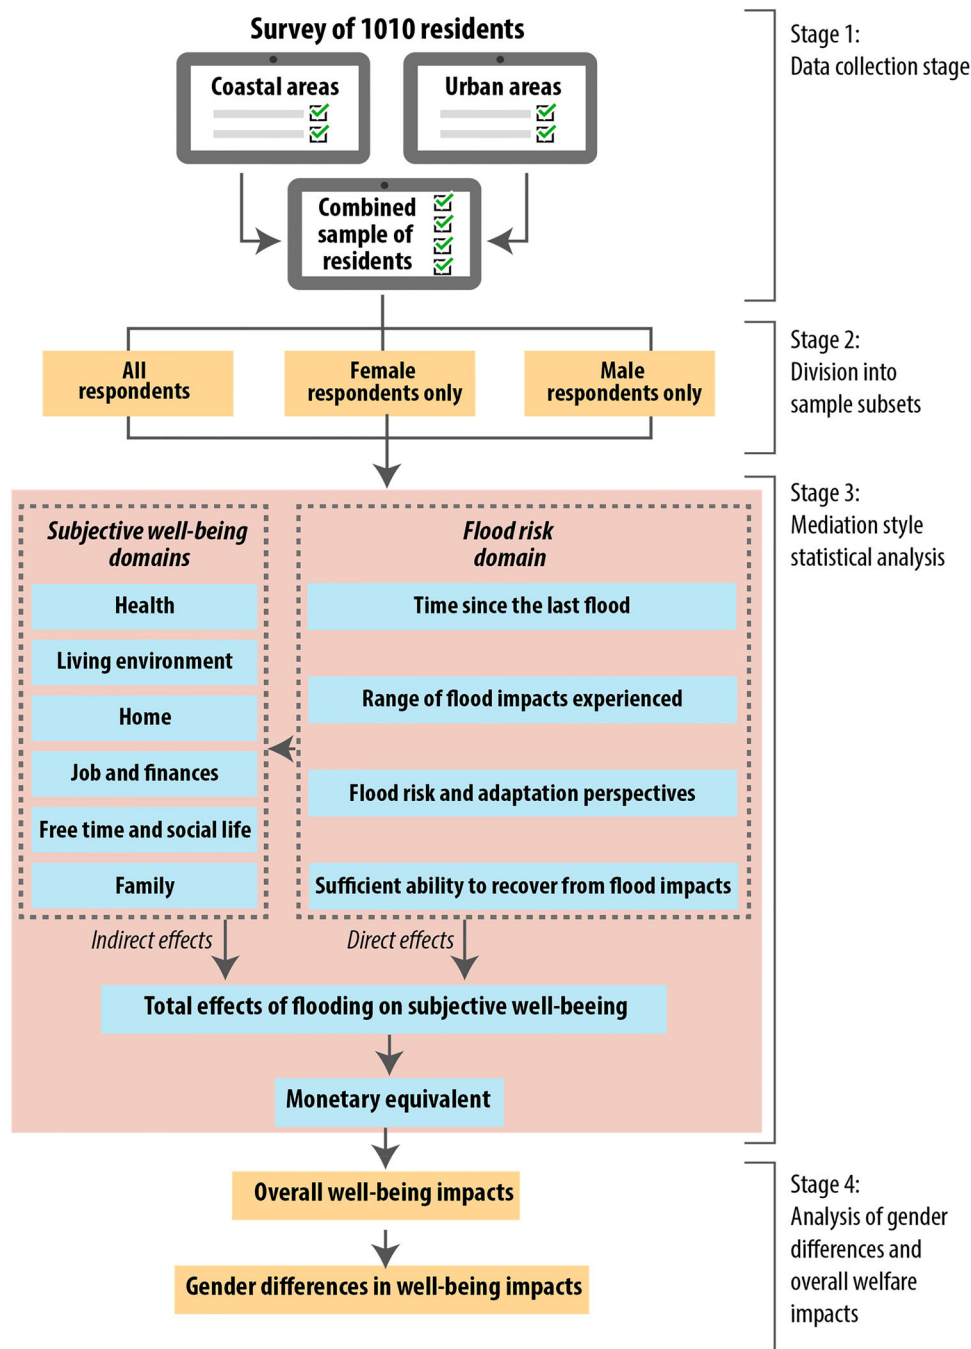 Survey of 1010 residents
Coastal areas
Urban areas
Combined
sample of
residents
Stage 1:
Data collection stage
All
respondents
Female
respondents only
Male
respondents only
Stage 2:
Division into
sample subsets
Stage 3:
Mediation style
statistical analysis
Subjective well-being
domains
Health
Living environment
Home
Job and finances
Free time and social life
Family
Flood risk
domain
Time since the last flood
Range of flood impacts experienced
Flood risk and adaptation perspectives
Sufficient ability to recover from flood impacts
Indirect effects
Direct effects
Total effects of flooding on subjective well-beeing
Monetary equivalent
Overall well-being impacts
Gender differences in well-being impacts
Stage 4:
Analysis of gender
differences and
overall welfare
impacts